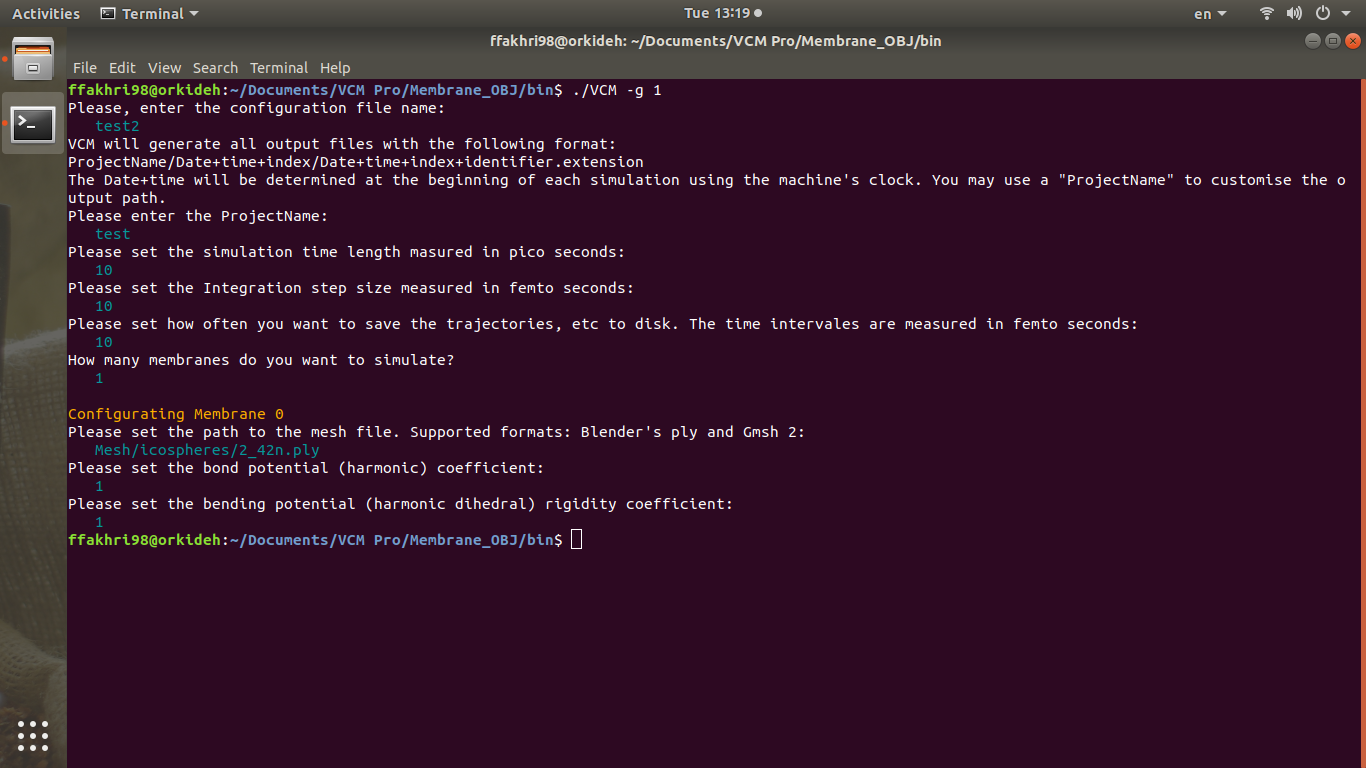 Activities Terminal Tue 13:19 en
ffakhri98@orkideh: ~/Documents/VCM Pro/Membrane_OBJ/bin
File Edit View Search Terminal Help
ffakhri98@orkideh:~/Documents/VCM Pro/Membrane_OBJ/bin$ ./VCM -g 1
Please, enter the configuration file name:
test2
VCM will generate all output files with the following format:
ProjectName/Date+time+index/Date+time+index+identifier.extension
The Date+time will be determined at the beginning of each simulation using the machine's clock. You may use a "ProjectName" to customise the o
utput path.
Please enter the ProjectName:
test
Please set the simulation time length masured in pico seconds:
10
Please set the Integration step size measured in femto seconds:
10
Please set how often you want to save the trajectories, etc to disk. The time intervales are measured in femto seconds:
10
How many membranes do you want to simulate?
1
Configurating Membrane 0
Please set the path to the mesh file. Supported formats: Blender's ply and Gmsh 2:
Mesh/icospheres/2_42n.ply
Please set the bond potential (harmonic) coefficient:
1
Please set the bending potential (harmonic dihedral) rigidity coefficient:
1
ffakhri98@orkideh:~/Documents/VCM Pro/Membrane_OBJ/bin$